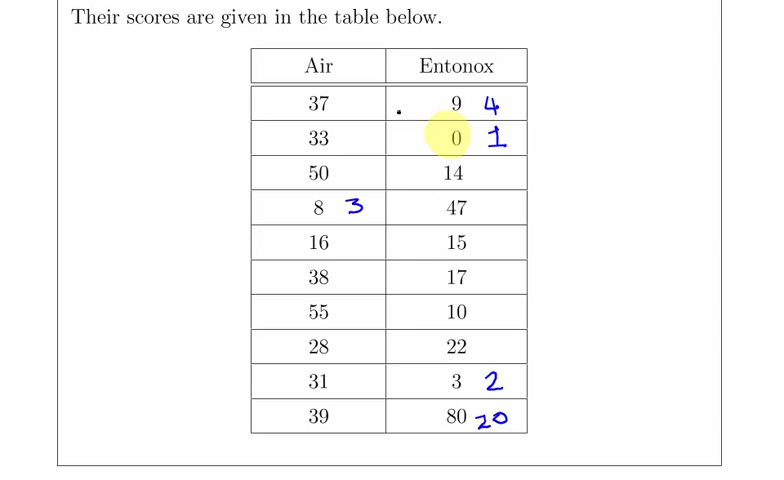 Their scores are given in the table below.
Air Entonox
37 9 4
33 0 1
50 14
8 3 47
16 15
38 17
55 10
28 22
31 3 2
39 80 20